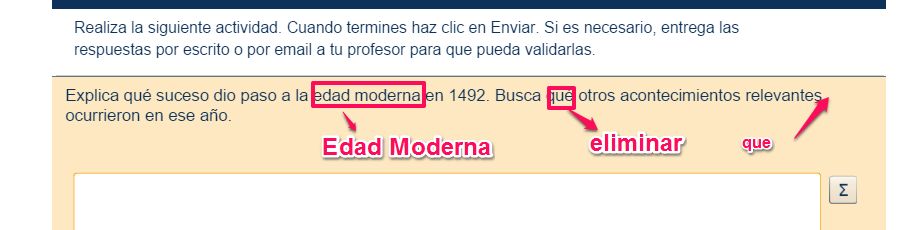 Realiza la siguiente actividad. Cuando termines haz clic en Enviar. Si es necesario, entrega las
respuestas por escrito o por email a tu profesor para que pueda validarlas.
Explica qué suceso dio paso a la edad moderna en 1492. Busca qué otros acontecimientos relevantes
ocurrieron en ese año.
Edad Moderna eliminar que
Σ